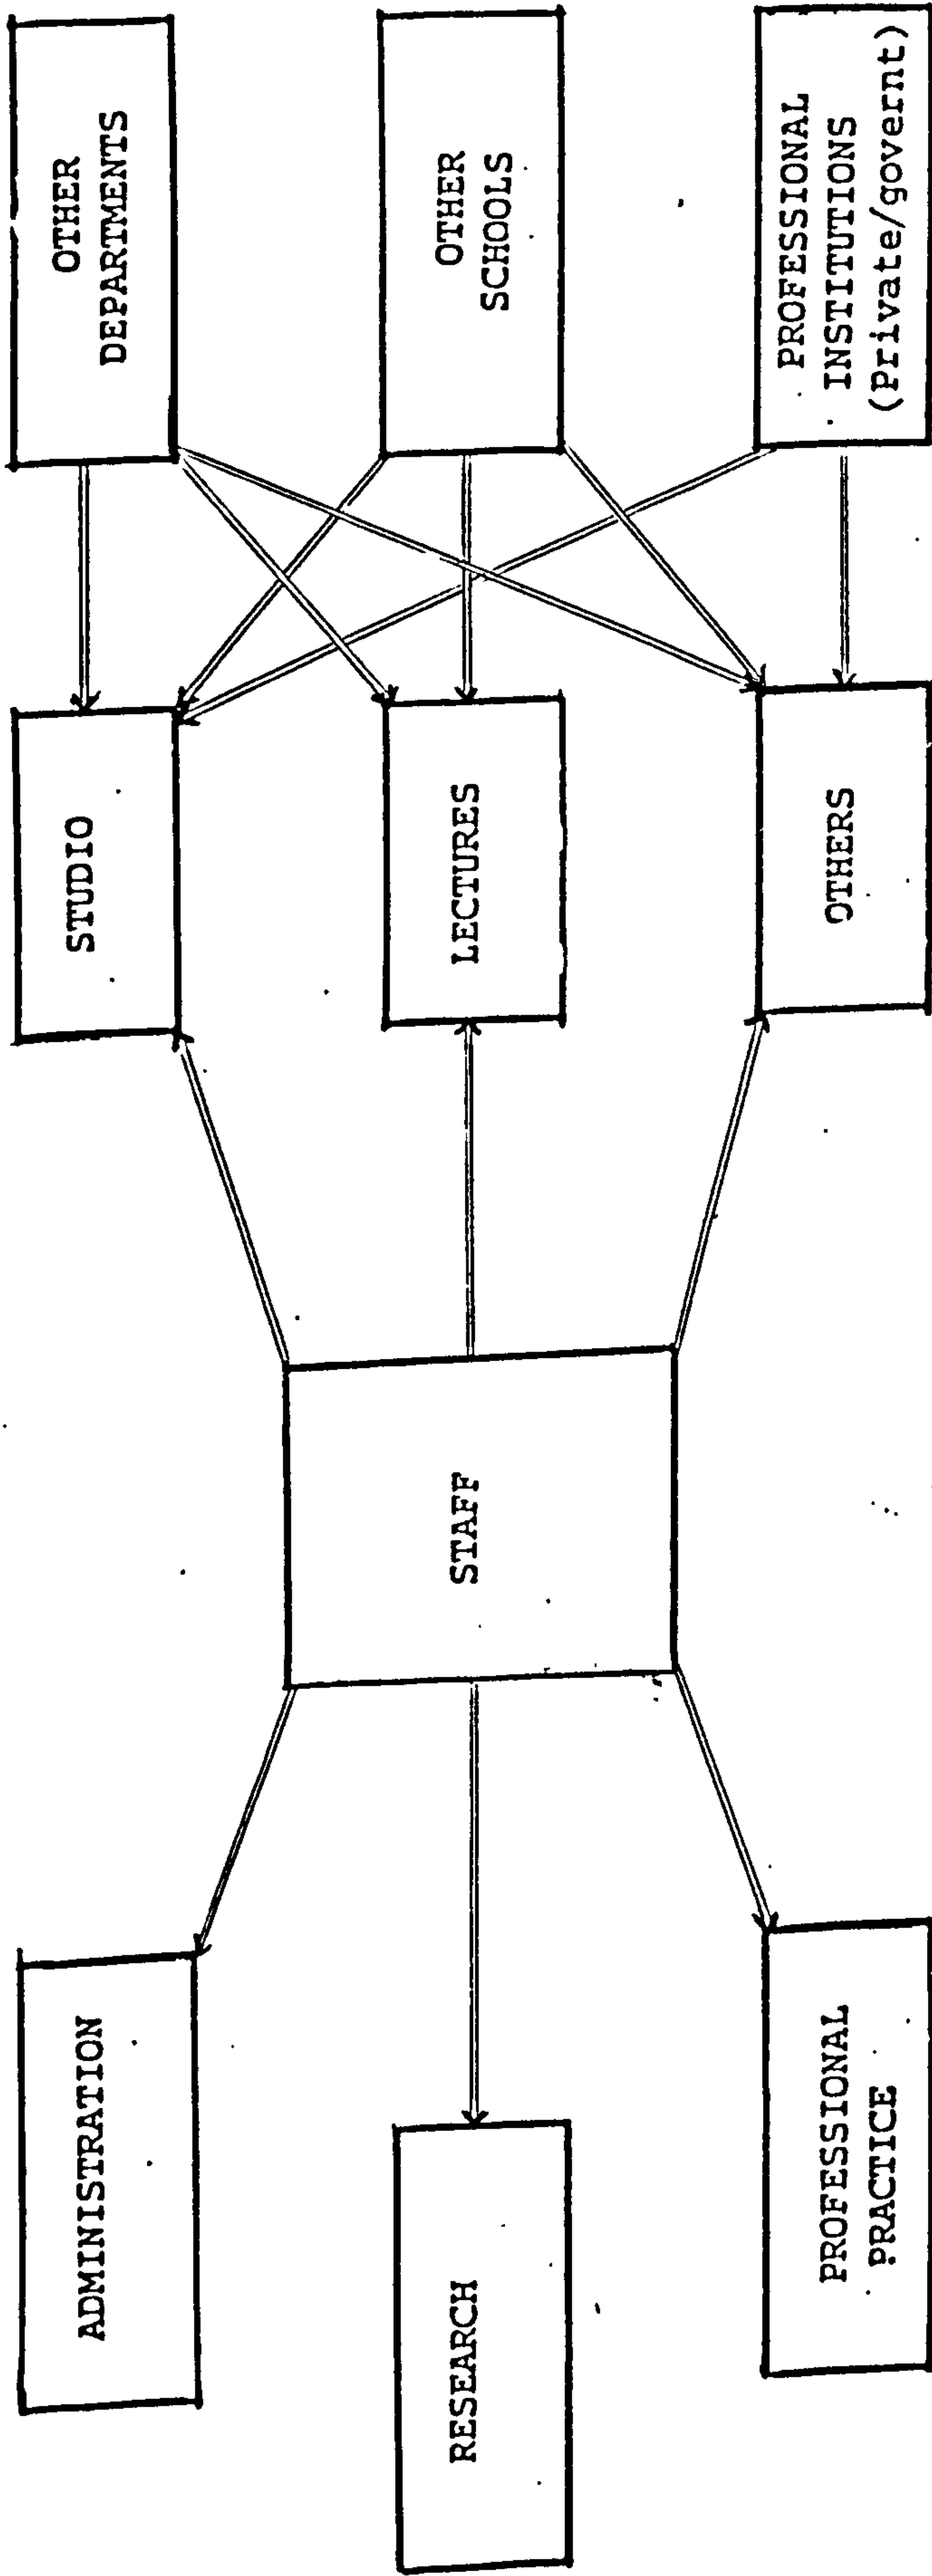 ADMINISTRATION
RESEARCH
PROFESSIONAL
PRACTICE
STAFF
STUDIO
LECTURES
OTHERS
OTHER
DEPARTMENTS
OTHER
SCHOOLS
PROFESSIONAL
INSTITUTIONS
(Private/governt)